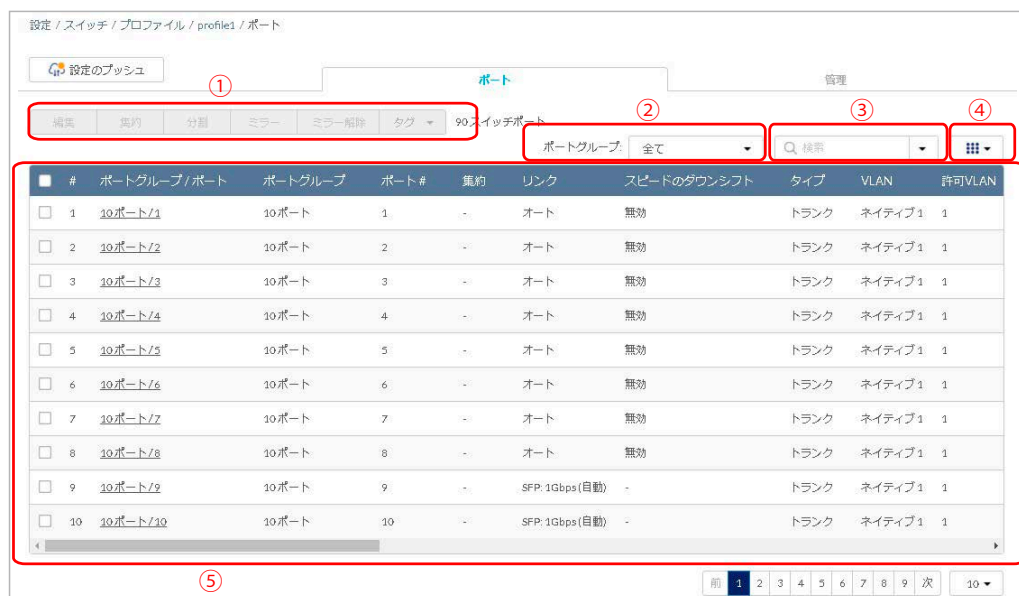 設定 / スイッチ / プロファイル / profile1 / ポート
設定のプッシュ
ポート
管理
①
編集 集約 分割 ミラー ミラー解除 タグ
90スイッチポート
② ③ ④
ポートグループ: 全て 検索
# ポートグループ/ポート ポートグループ ポート# 集約 リンク スピードのダウンシフト タイプ VLAN 許可VLAN
1 10ポート/1 10ポート 1 - オート 無効 トランク ネイティブ1 1
2 10ポート/2 10ポート 2 - オート 無効 トランク ネイティブ1 1
3 10ポート/3 10ポート 3 - オート 無効 トランク ネイティブ1 1
4 10ポート/4 10ポート 4 - オート 無効 トランク ネイティブ1 1
5 10ポート/5 10ポート 5 - オート 無効 トランク ネイティブ1 1
6 10ポート/6 10ポート 6 - オート 無効 トランク ネイティブ1 1
7 10ポート/7 10ポート 7 - オート 無効 トランク ネイティブ1 1
8 10ポート/8 10ポート 8 - オート 無効 トランク ネイティブ1 1
9 10ポート/9 10ポート 9 - SFP: 1Gbps(自動) - トランク ネイティブ1 1
10 10ポート/10 10ポート 10 - SFP: 1Gbps(自動) - トランク ネイティブ1 1
⑤
前 1 2 3 4 5 6 7 8 9 次 10